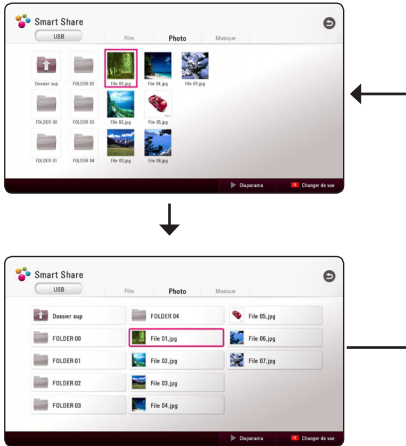 Smart Share
USB
Film Photo Musique
Dossier sup FOLDER 02 File 01.jpg File 04.jpg File 07.jpg
FOLDER 00 FOLDER 03 File 02.jpg File 05.jpg
FOLDER 01 FOLDER 04 File 03.jpg File 06.jpg
Diaporama Changer de vue
Smart Share
USB
Film Photo Musique
Dossier sup FOLDER 04 File 05.jpg
FOLDER 00 File 01.jpg File 06.jpg
FOLDER 01 File 02.jpg File 07.jpg
FOLDER 02 File 03.jpg
FOLDER 03 File 04.jpg
Diaporama Changer de vue